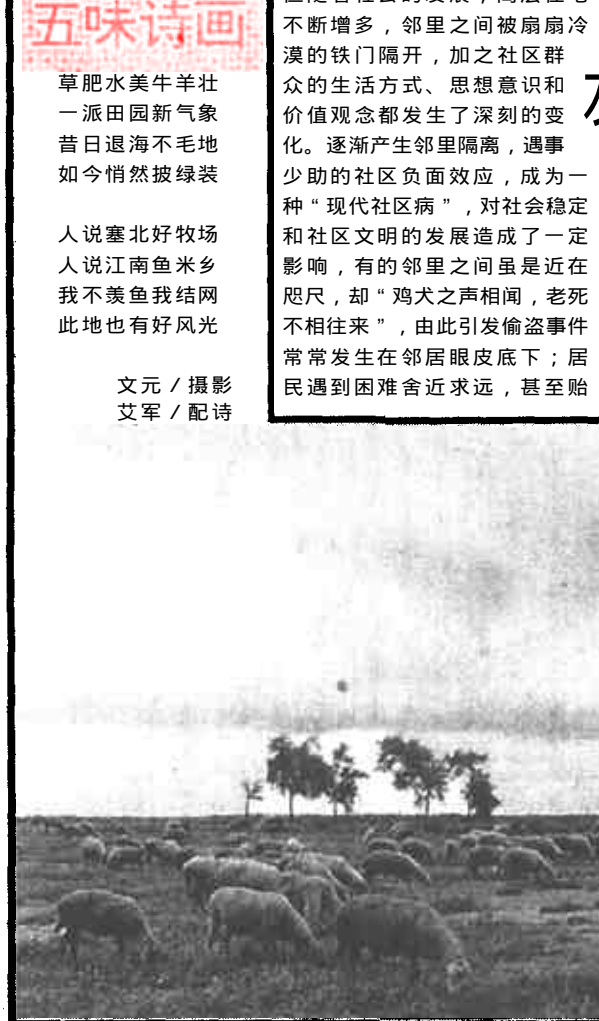 五味诗画
草肥水美牛羊壮
一派田园新气象
昔日退海不毛地
如今悄然披绿装
人说塞北好牧场
人说江南鱼米乡
我不羡鱼我结网
此地也有好风光
文元／摄影
艾军／配诗
不断增多，邻里之间被扇扇冷
漠的铁门隔开，加之社区群
众的生活方式、思想意识和
价值观念都发生了深刻的变
化。逐渐产生邻里隔离，遇事
少助的社区负面效应，成为一
种“现代社区病”，对社会稳定
和社区文明的发展造成了一定
影响，有的邻里之间虽是近在
咫尺，却“鸡犬之声相闻，老死
不相往来”，由此引发偷盗事件
常常发生在邻居眼皮底下；居
民遇到困难舍近求远，甚至贻